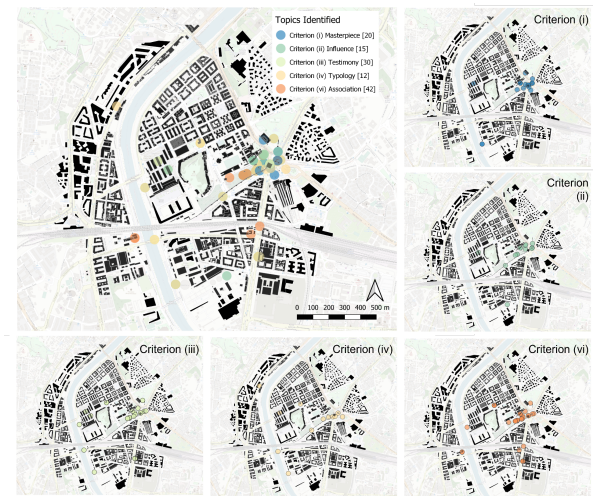 Topics Identified
Criterion (i) Masterpiece [20]
Criterion (ii) Influence [15]
Criterion (iii) Testimony [30]
Criterion (iv) Typology [12]
Criterion (vi) Association [42]
0 100 200 300 400 500 m
Criterion (i)
Criterion
(ii)
Criterion (iii)
Criterion (iv)
Criterion (vi)